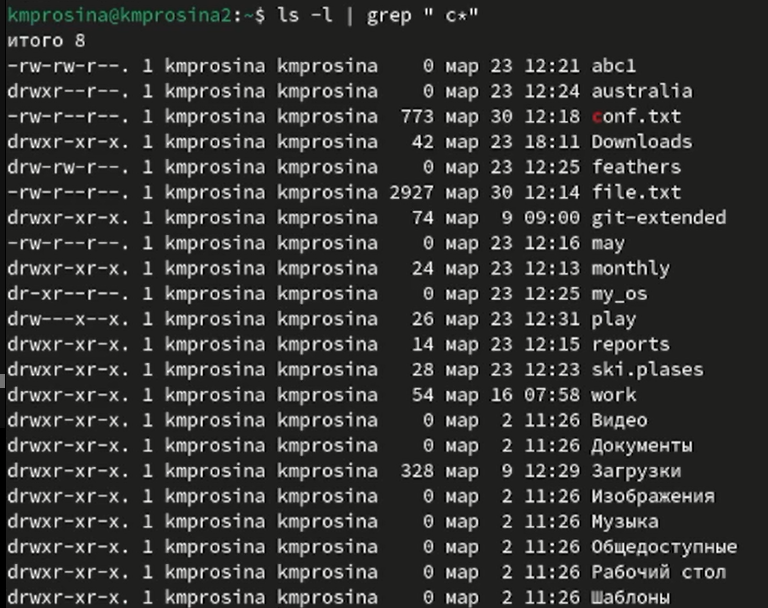 kmprosina@kmprosina2:~$ ls -l | grep " c*"
итого 8
-rw-rw-r--. 1 kmprosina kmprosina    0 мар 23 12:21 abc1
drwxr--r--. 1 kmprosina kmprosina    0 мар 23 12:24 australia
-rw-r--r--. 1 kmprosina kmprosina  773 мар 30 12:18 conf.txt
drwxr-xr-x. 1 kmprosina kmprosina   42 мар 23 18:11 Downloads
drw-rw-r--. 1 kmprosina kmprosina    0 мар 23 12:25 feathers
-rw-r--r--. 1 kmprosina kmprosina 2927 мар 30 12:14 file.txt
drwxr-xr-x. 1 kmprosina kmprosina   74 мар  9 09:00 git-extended
-rw-r--r--. 1 kmprosina kmprosina    0 мар 23 12:16 may
drwxr-xr-x. 1 kmprosina kmprosina   24 мар 23 12:13 monthly
dr-xr--r--. 1 kmprosina kmprosina    0 мар 23 12:25 my_os
drw---x--x. 1 kmprosina kmprosina   26 мар 23 12:31 play
drwxr-xr-x. 1 kmprosina kmprosina   14 мар 23 12:15 reports
drwxr-xr-x. 1 kmprosina kmprosina   28 мар 23 12:23 ski.plases
drwxr-xr-x. 1 kmprosina kmprosina   54 мар 16 07:58 work
drwxr-xr-x. 1 kmprosina kmprosina    0 мар  2 11:26 Видео
drwxr-xr-x. 1 kmprosina kmprosina    0 мар  2 11:26 Документы
drwxr-xr-x. 1 kmprosina kmprosina  328 мар  9 12:29 Загрузки
drwxr-xr-x. 1 kmprosina kmprosina    0 мар  2 11:26 Изображения
drwxr-xr-x. 1 kmprosina kmprosina    0 мар  2 11:26 Музыка
drwxr-xr-x. 1 kmprosina kmprosina    0 мар  2 11:26 Общедоступные
drwxr-xr-x. 1 kmprosina kmprosina    0 мар  2 11:26 Рабочий стол
drwxr-xr-x. 1 kmprosina kmprosina    0 мар  2 11:26 Шаблоны